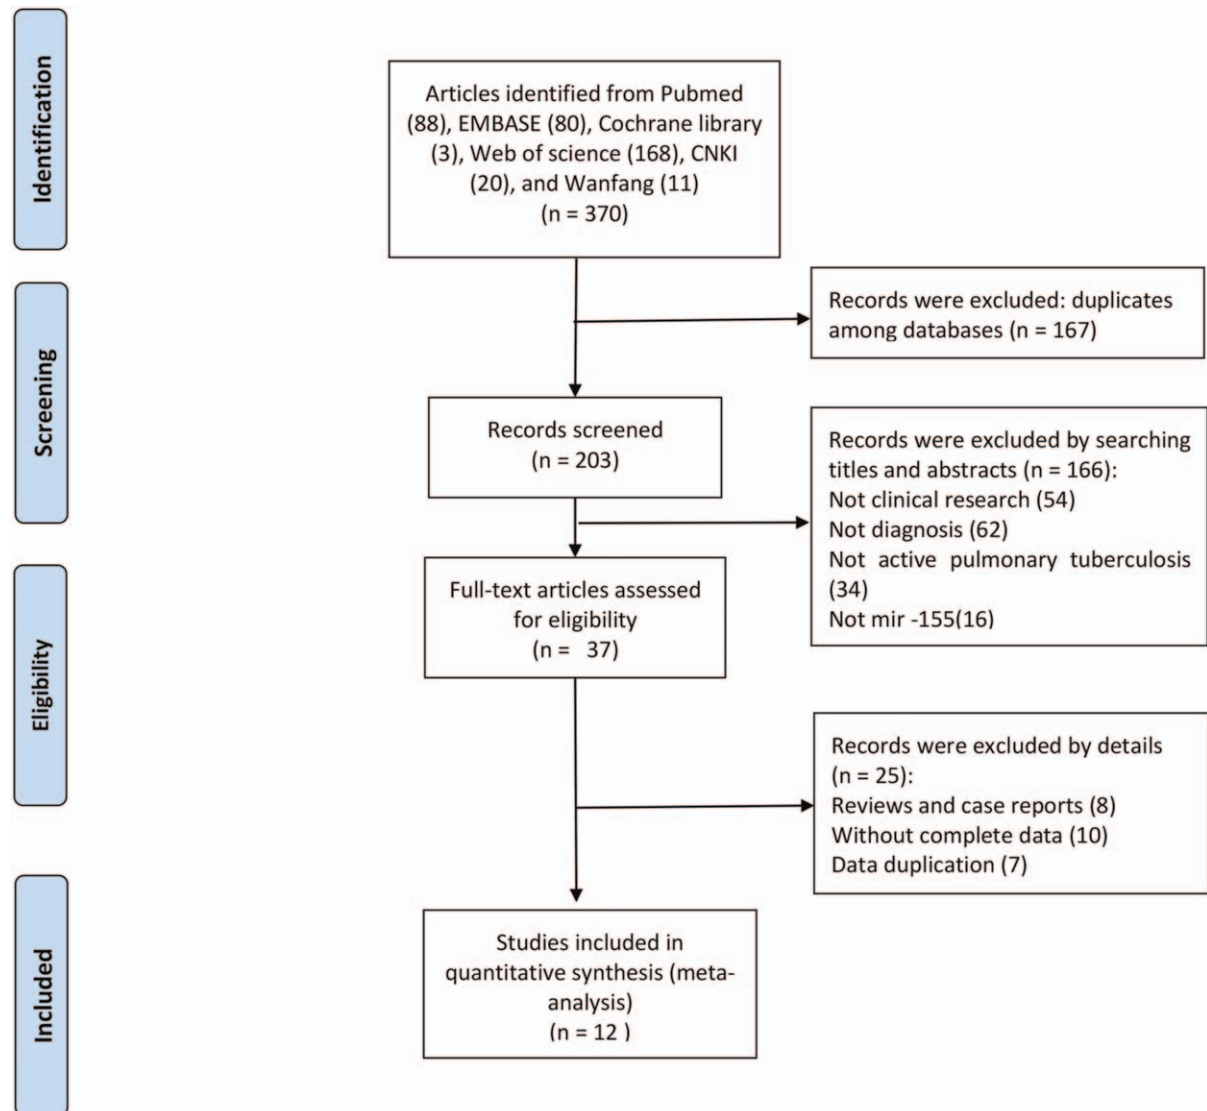 Identification
Articles identified from Pubmed
(88), EMBASE (80), Cochrane library
(3), Web of science (168), CNKI
(20), and Wanfang (11)
(n = 370)
Records were excluded: duplicates
among databases (n = 167)
Screening
Records screened
(n = 203)
Records were excluded by searching
titles and abstracts (n = 166):
Not clinical research (54)
Not diagnosis (62)
Not active pulmonary tuberculosis
(34)
Not mir -155(16)
Eligibility
Full-text articles assessed
for eligibility
(n = 37)
Records were excluded by details
(n = 25):
Reviews and case reports (8)
Without complete data (10)
Data duplication (7)
Included
Studies included in
quantitative synthesis (meta-
analysis)
(n = 12 )